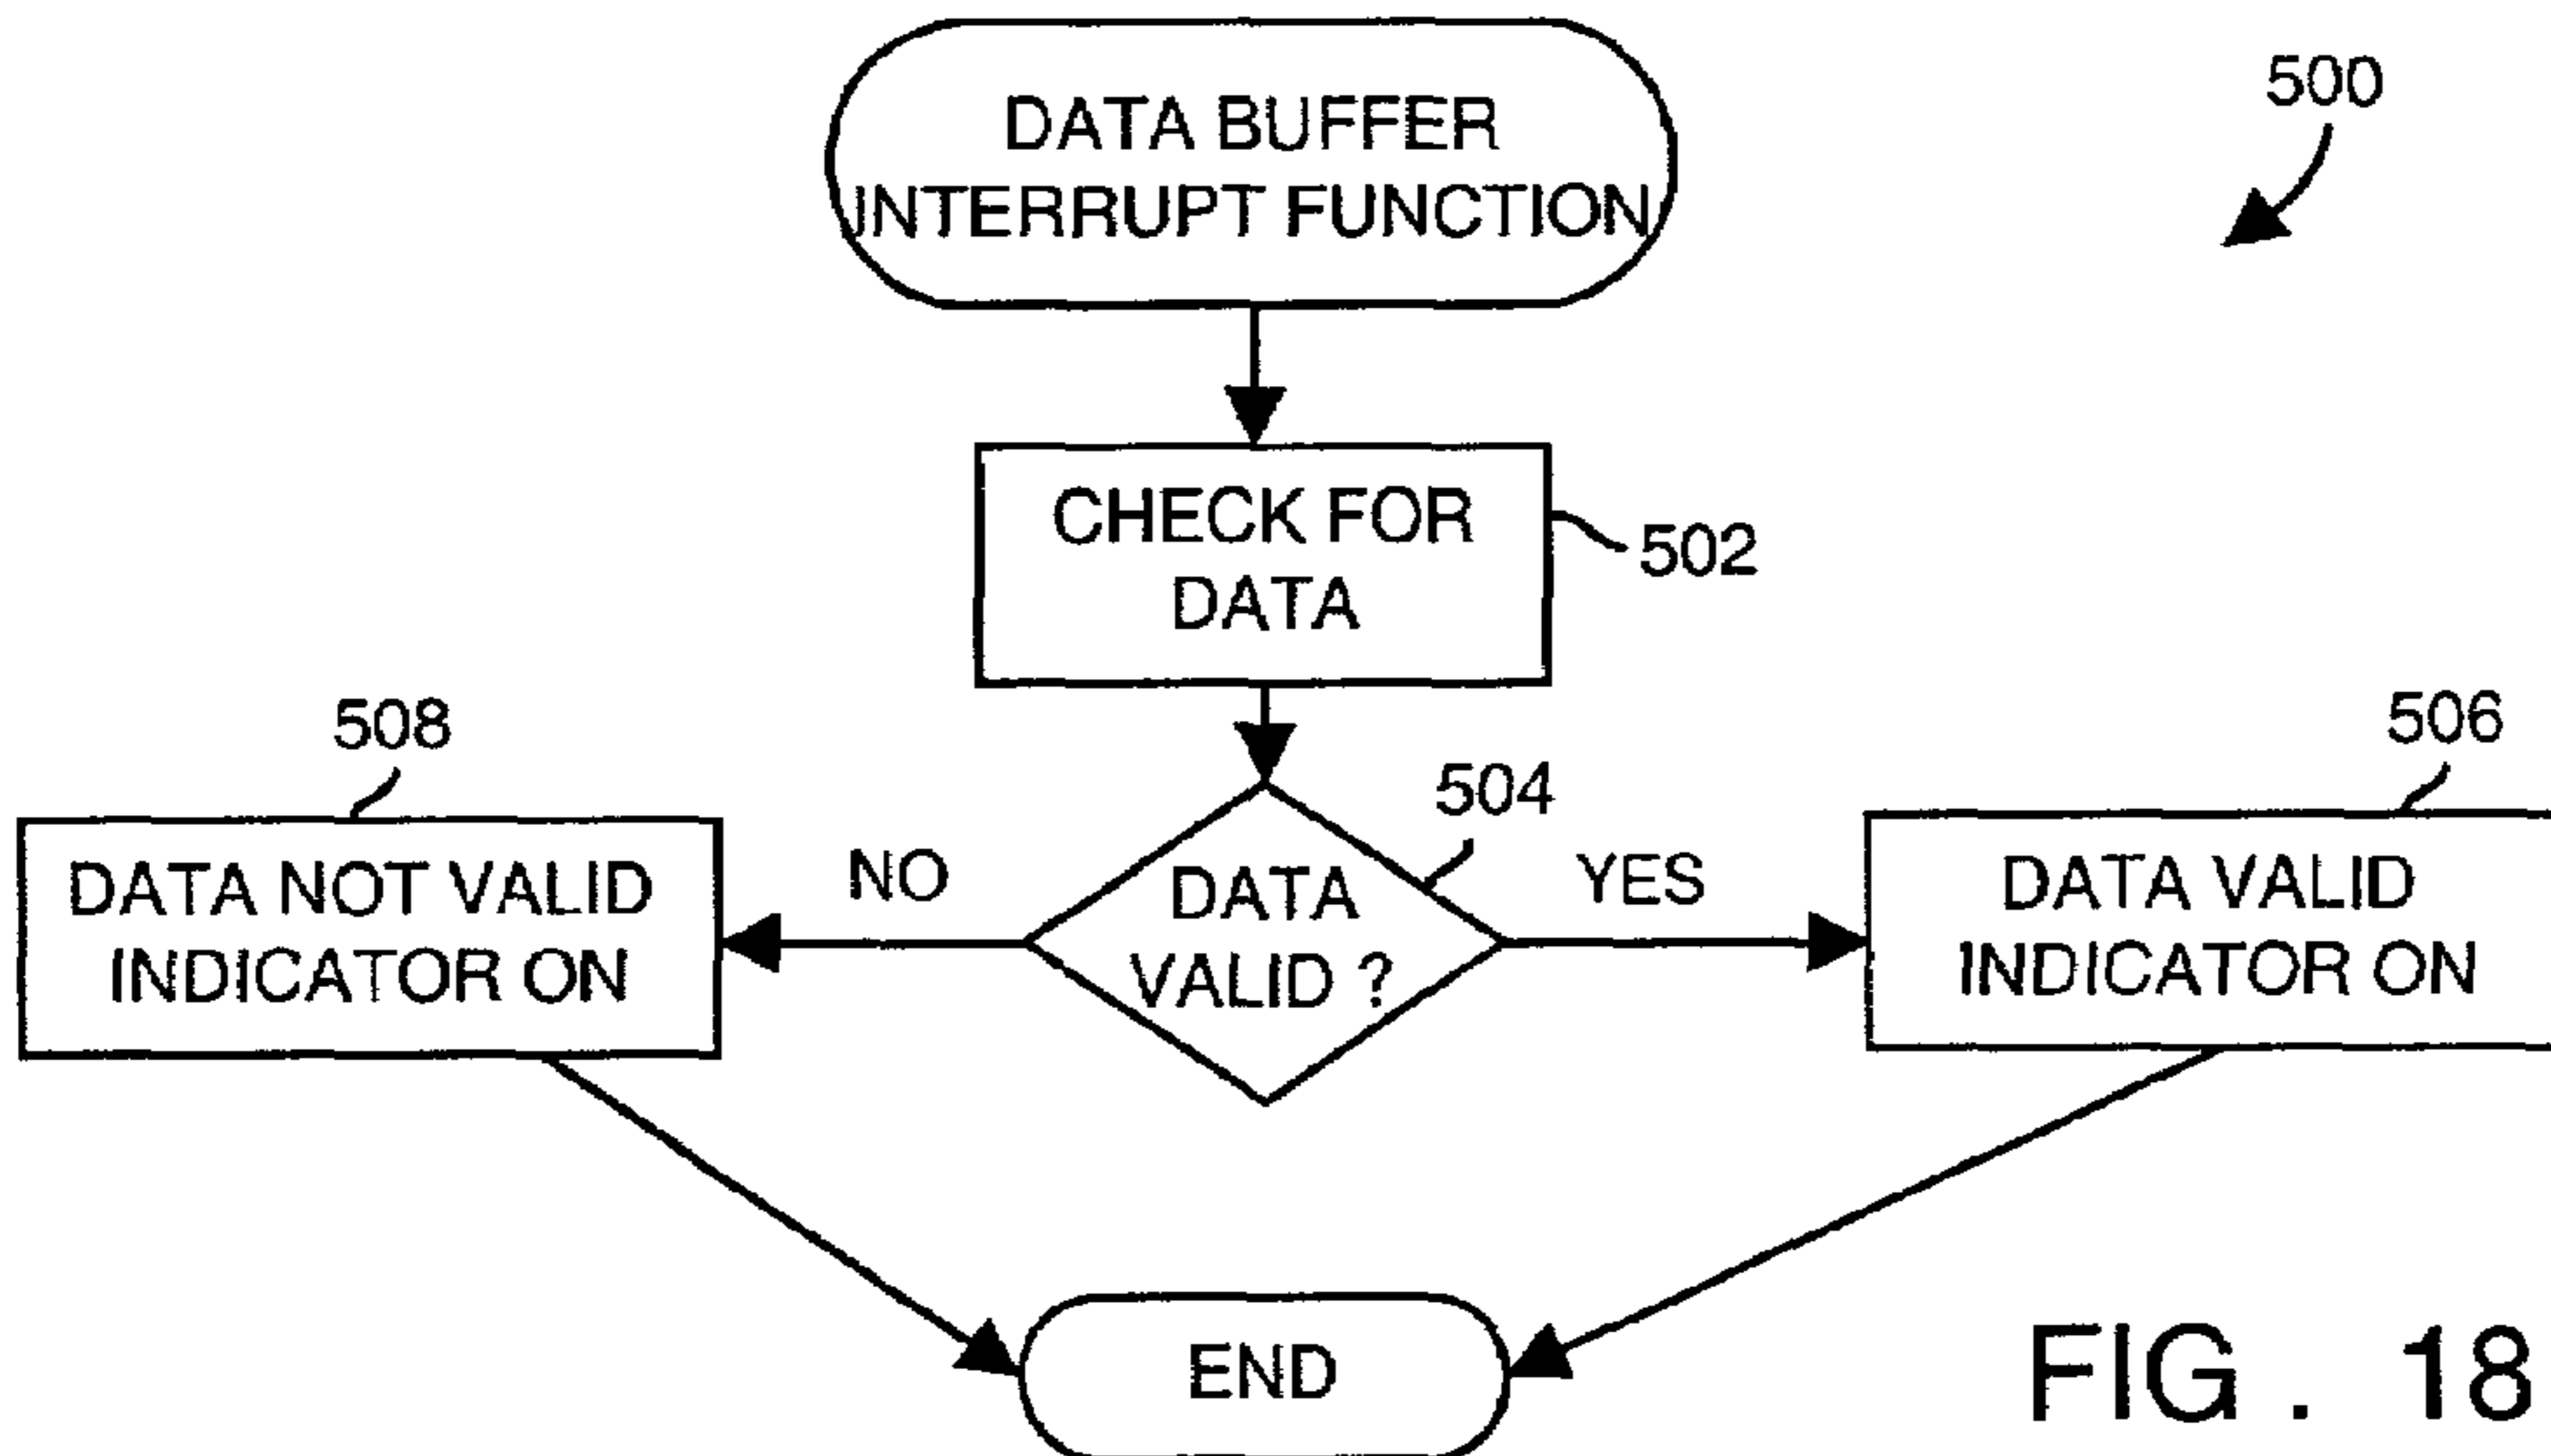 DATA BUFFER
INTERRUPT FUNCTION
500
CHECK FOR
DATA
502
508
506
504
DATA NOT VALID
INDICATOR ON
NO
DATA
VALID ?
YES
DATA VALID
INDICATOR ON
END
FIG . 18